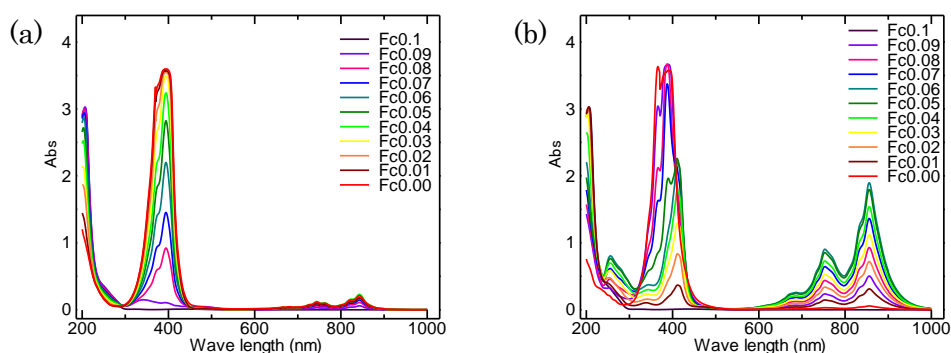 (a)
4
3
2
1
0
Abs
200
400
600
800
1000
Wave length (nm)
Fc0.1
Fc0.09
Fc0.08
Fc0.07
Fc0.06
Fc0.05
Fc0.04
Fc0.03
Fc0.02
Fc0.01
Fc0.00
(b)
4
3
2
1
0
Abs
200
400
600
800
1000
Wave length (nm)
Fc0.1
Fc0.09
Fc0.08
Fc0.07
Fc0.06
Fc0.05
Fc0.04
Fc0.03
Fc0.02
Fc0.01
Fc0.00